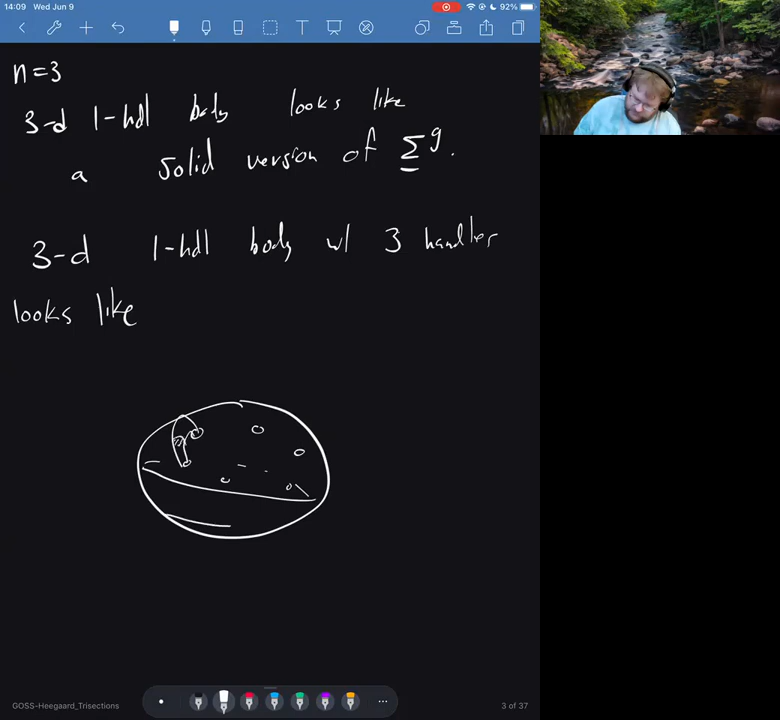 14:09 Wed Jun 9
92%
n=3
3-d 1-hdl body looks like
a solid version of Σg.
3-d 1-hdl body w/ 3 handles
looks like
GOSS-Heegaard_Trisections
3 of 37